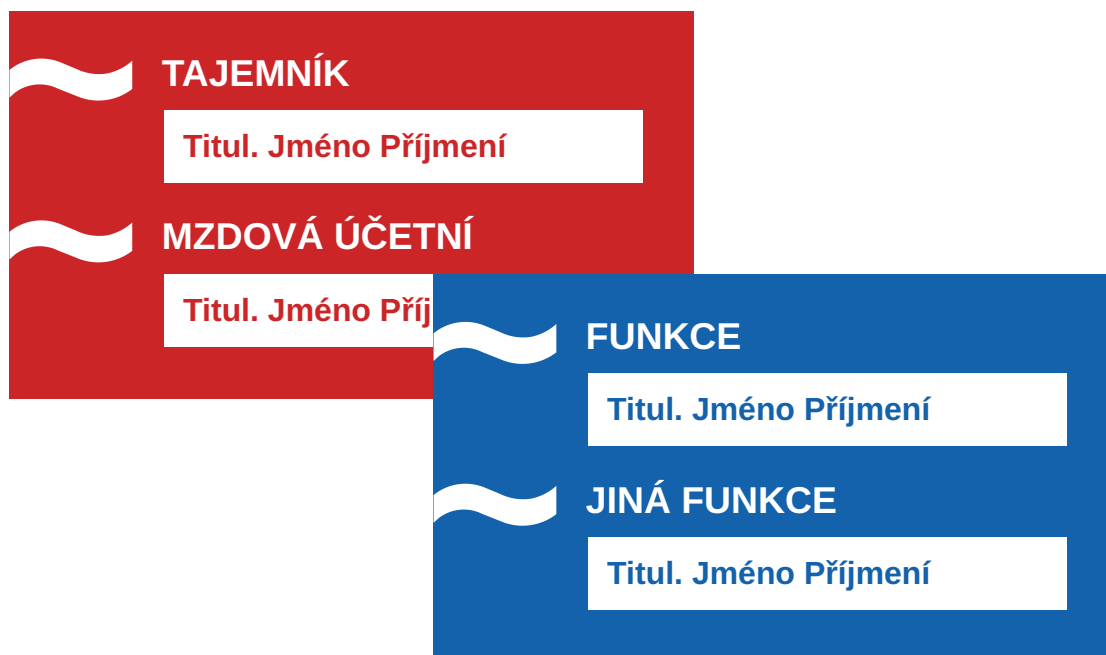 TAJEMNÍK
Titul. Jméno Příjmení
MZDOVÁ ÚČETNÍ
Titul. Jméno Příj
FUNKCE
Titul. Jméno Příjmení
JINÁ FUNKCE
Titul. Jméno Příjmení